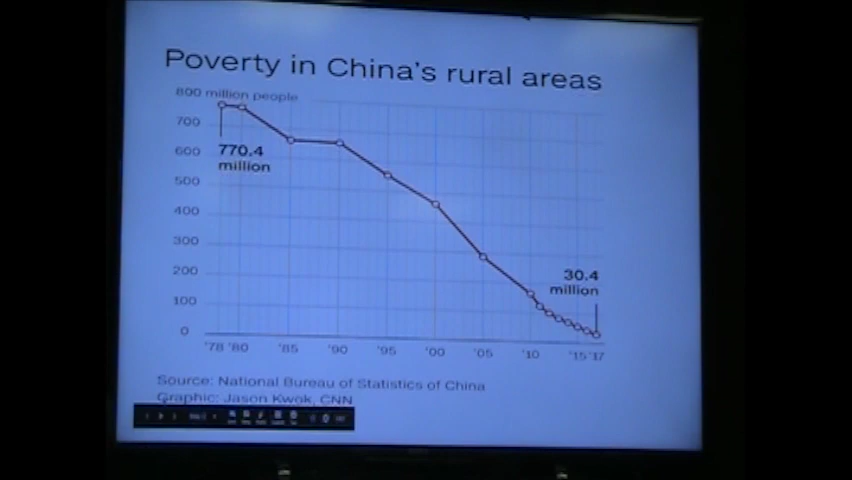 Poverty in China's rural areas
800 million people
700
600
500
400
300
200
100
0
770.4
million
30.4
million
'78 '80 '85 '90 '95 '00 '05 '10 '15 '17
Source: National Bureau of Statistics of China
Graphic: Jason Kwok, CNN